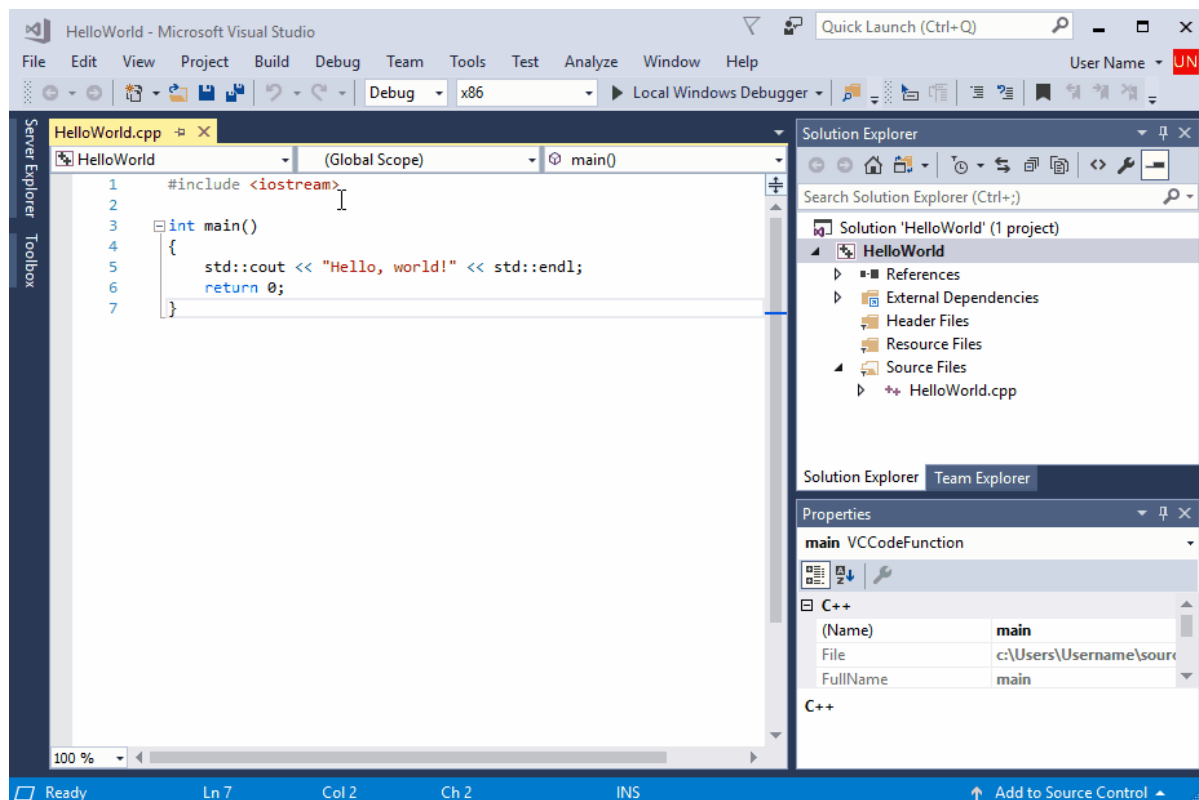 HelloWorld - Microsoft Visual Studio
Quick Launch (Ctrl+Q)
File Edit View Project Build Debug Team Tools Test Analyze Window Help
User Name UN
Debug x86 Local Windows Debugger
Server Explorer
Toolbox
HelloWorld.cpp
HelloWorld (Global Scope) main()
1 #include <iostream>
2
3 int main()
4 {
5 std::cout << "Hello, world!" << std::endl;
6 return 0;
7 }
100 %
Solution Explorer
Search Solution Explorer (Ctrl+;)
Solution 'HelloWorld' (1 project)
HelloWorld
References
External Dependencies
Header Files
Resource Files
Source Files
HelloWorld.cpp
Solution Explorer Team Explorer
Properties
main VCCodeFunction
C++
(Name) main
File c:\Users\Username\sourc
FullName main
C++
Ready Ln 7 Col 2 Ch 2 INS Add to Source Control